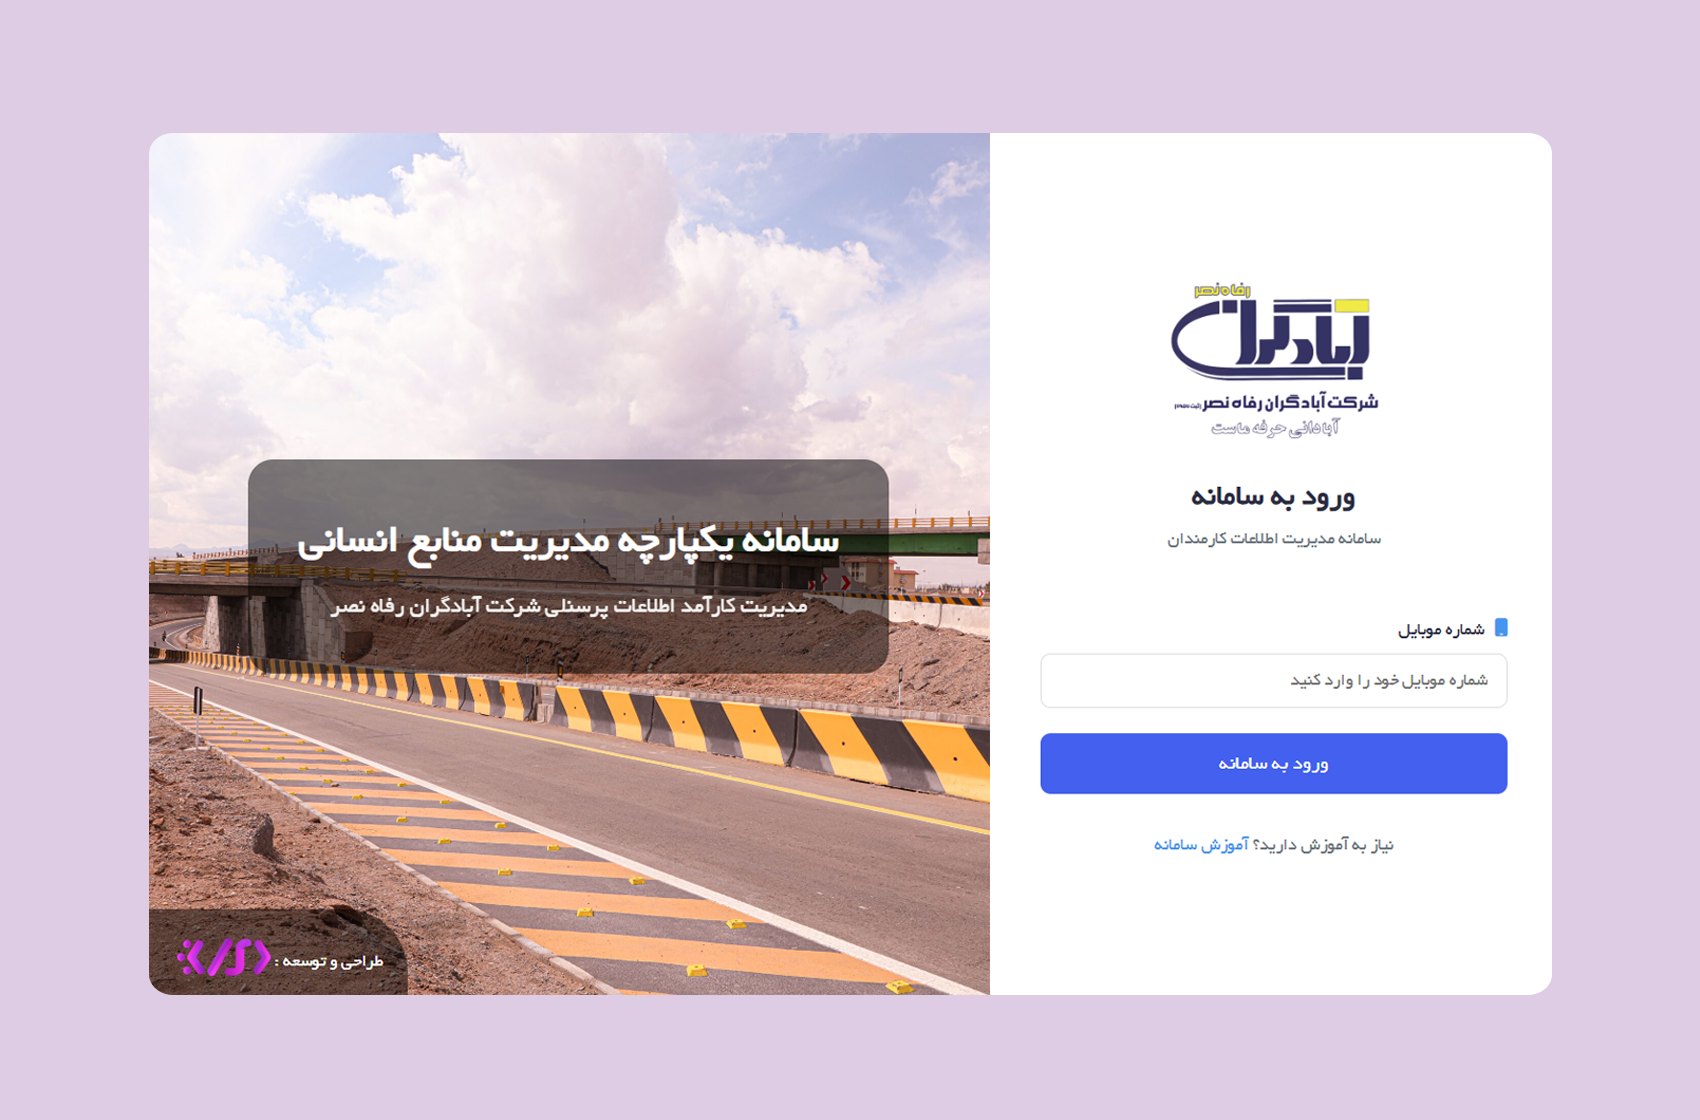 رفاه نصر
آبادگران
شرکت آبادگران رفاه نصر
آبادانی حرفه ماست
ورود به سامانه
سامانه مدیریت اطلاعات کارمندان
شماره موبایل
شماره موبایل خود را وارد کنید
ورود به سامانه
نیاز به آموزش دارید؟ آموزش سامانه
سامانه یکپارچه مدیریت منابع انسانی
مدیریت کارآمد اطلاعات پرسنلی شرکت آبادگران رفاه نصر
طراحی و توسعه :